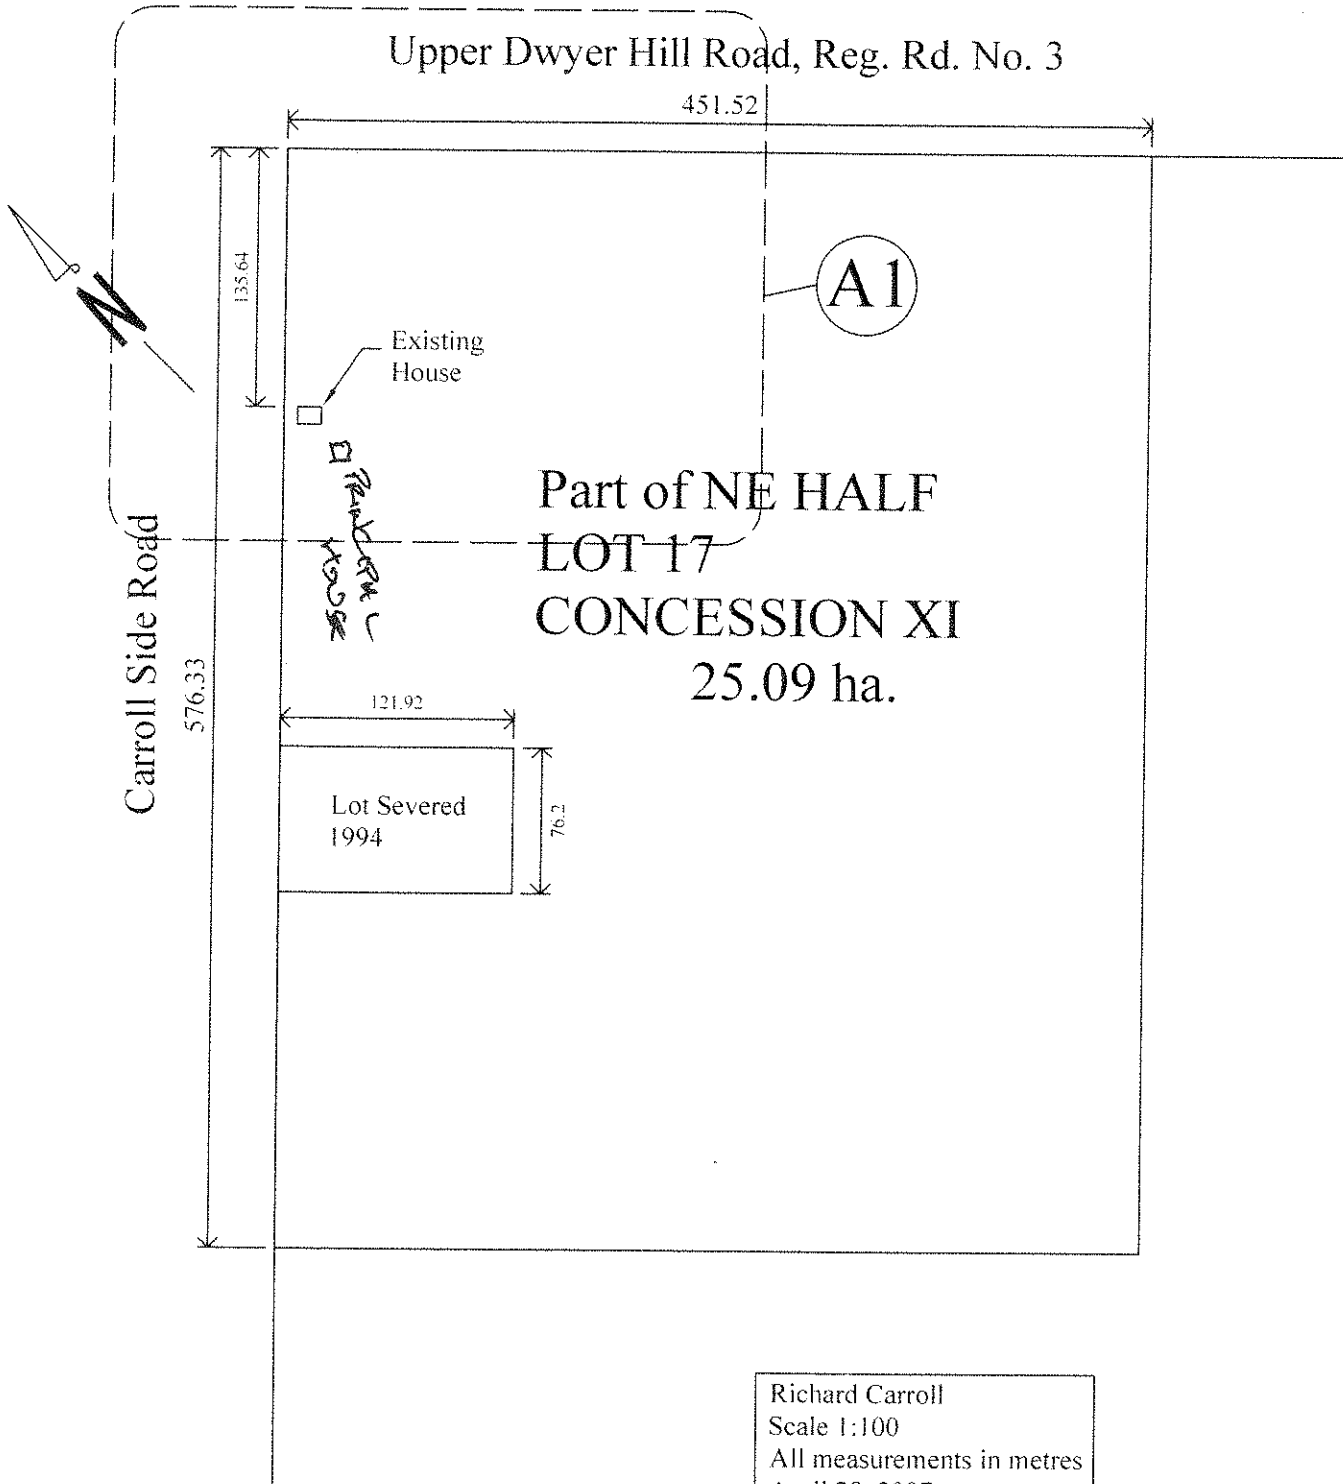 Upper Dwyer Hill Road, Reg. Rd. No. 3
451.52
135.64
A1
N
Existing
House
Part of NE HALF
LOT 17
CONCESSION XI
25.09 ha.
Carroll Side Road
576.33
House
121.92
Lot Severed
1994
76.2
Richard Carroll
Scale 1:100
All measurements in metres